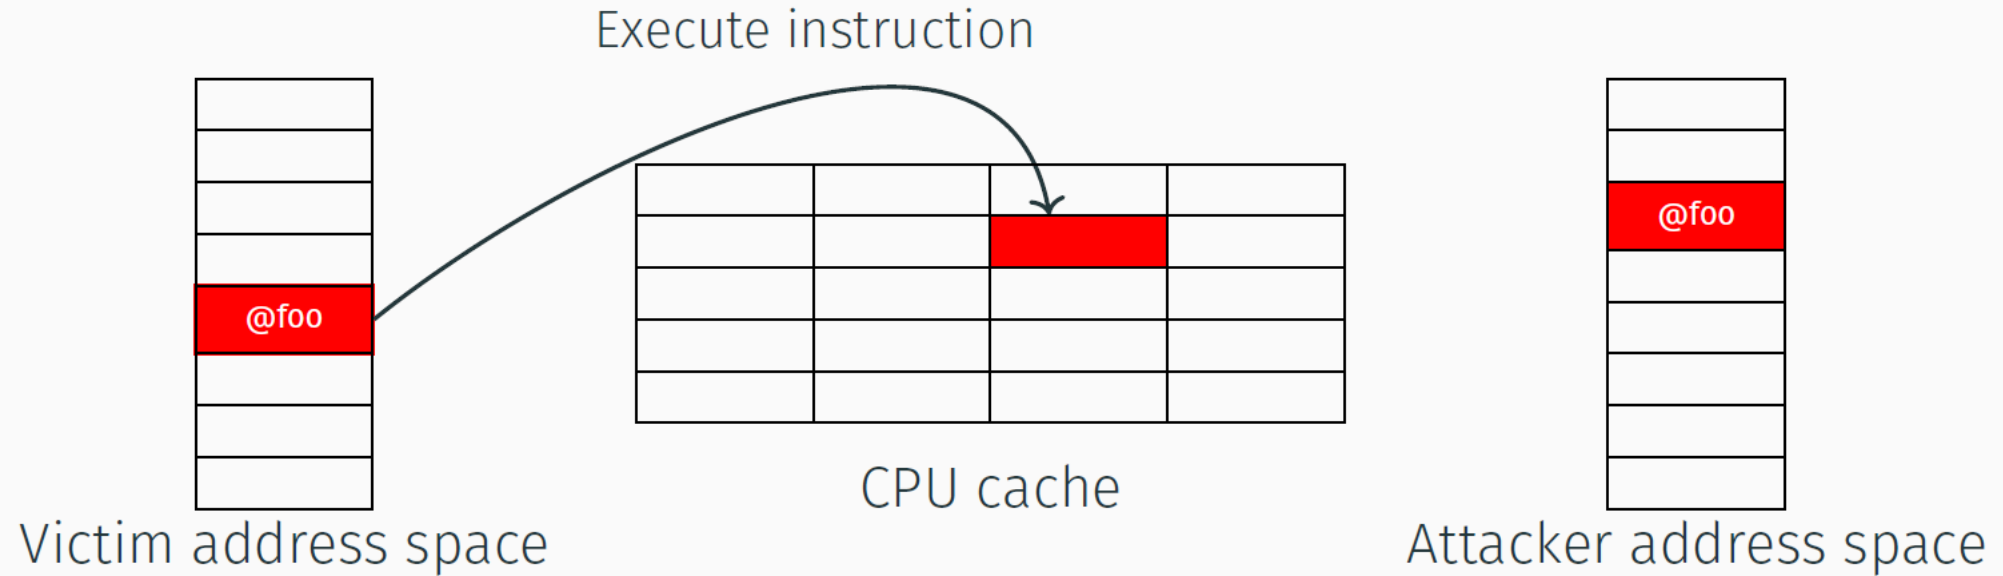 Execute instruction
@foo
@foo
CPU cache
Victim address space
Attacker address space